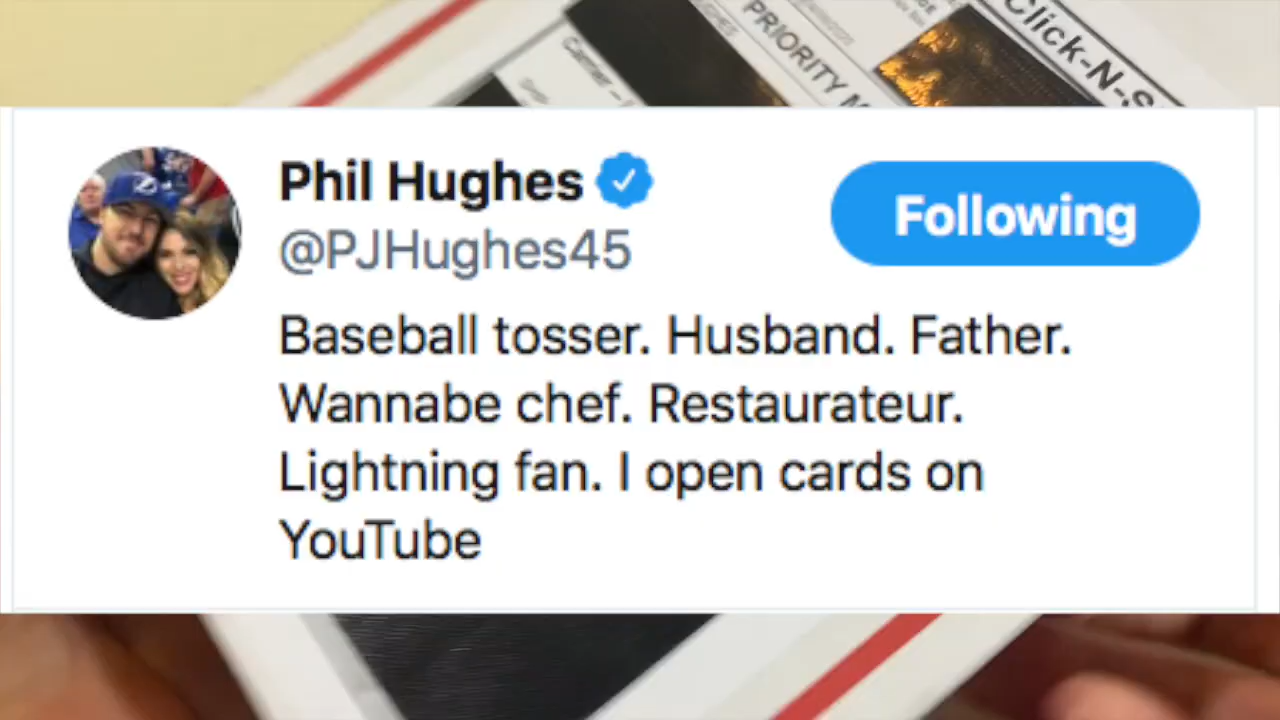 Click-N-S
PRIORITY M
Carrier –
Phil Hughes
@PJHughes45
Following
Baseball tosser. Husband. Father.
Wannabe chef. Restaurateur.
Lightning fan. I open cards on
YouTube